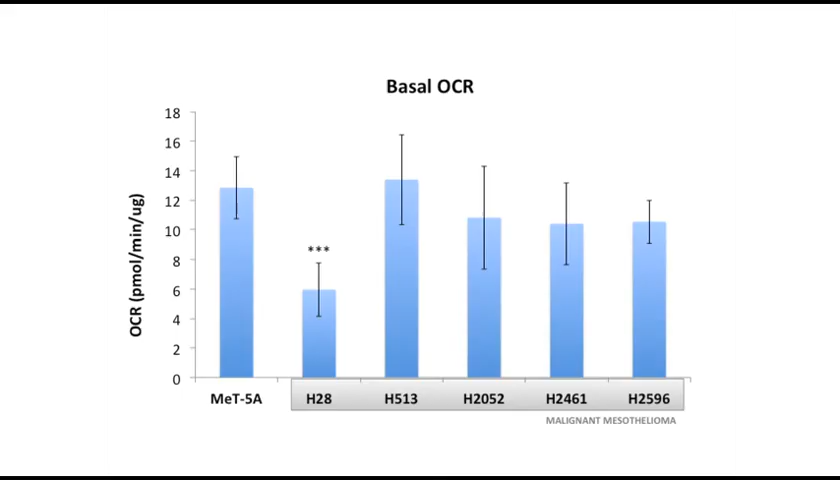 Basal OCR
18
16
14
12
10
8
6
4
2
0
OCR (pmol/min/ug)
***
MeT-5A H28 H513 H2052 H2461 H2596
MALIGNANT MESOTHELIOMA